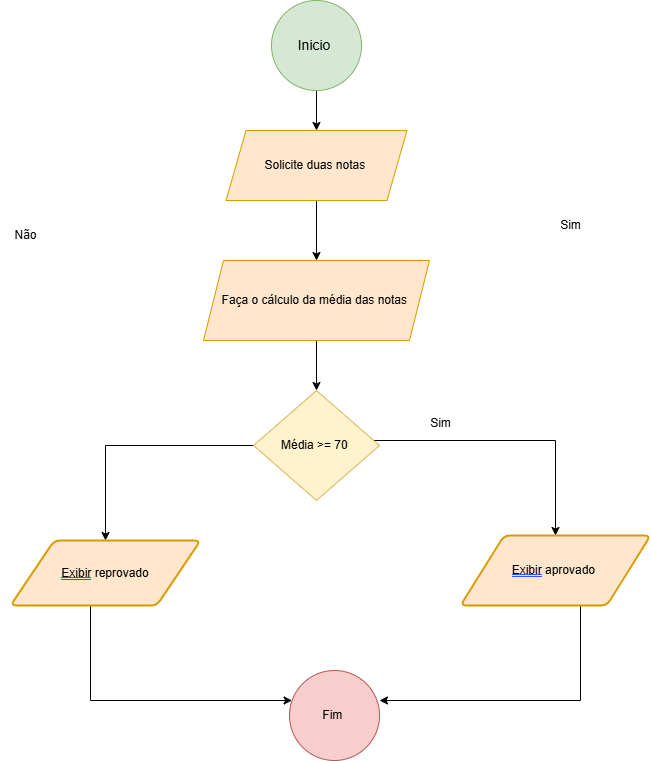 Inicio
Solicite duas notas
Sim
Não
Faça o cálculo da média das notas
Sim
Média >= 70
Exibir reprovado
Exibir aprovado
Fim